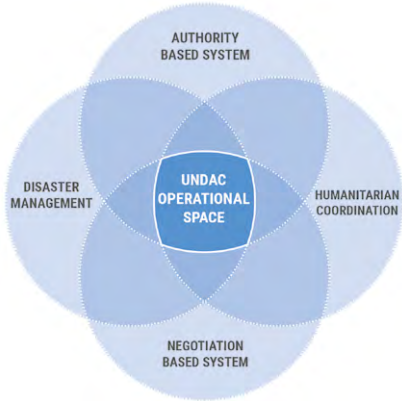 AUTHORITY
BASED SYSTEM
DISASTER
MANAGEMENT
UNDAC
OPERATIONAL
SPACE
HUMANITARIAN
COORDINATION
NEGOTIATION
BASED SYSTEM